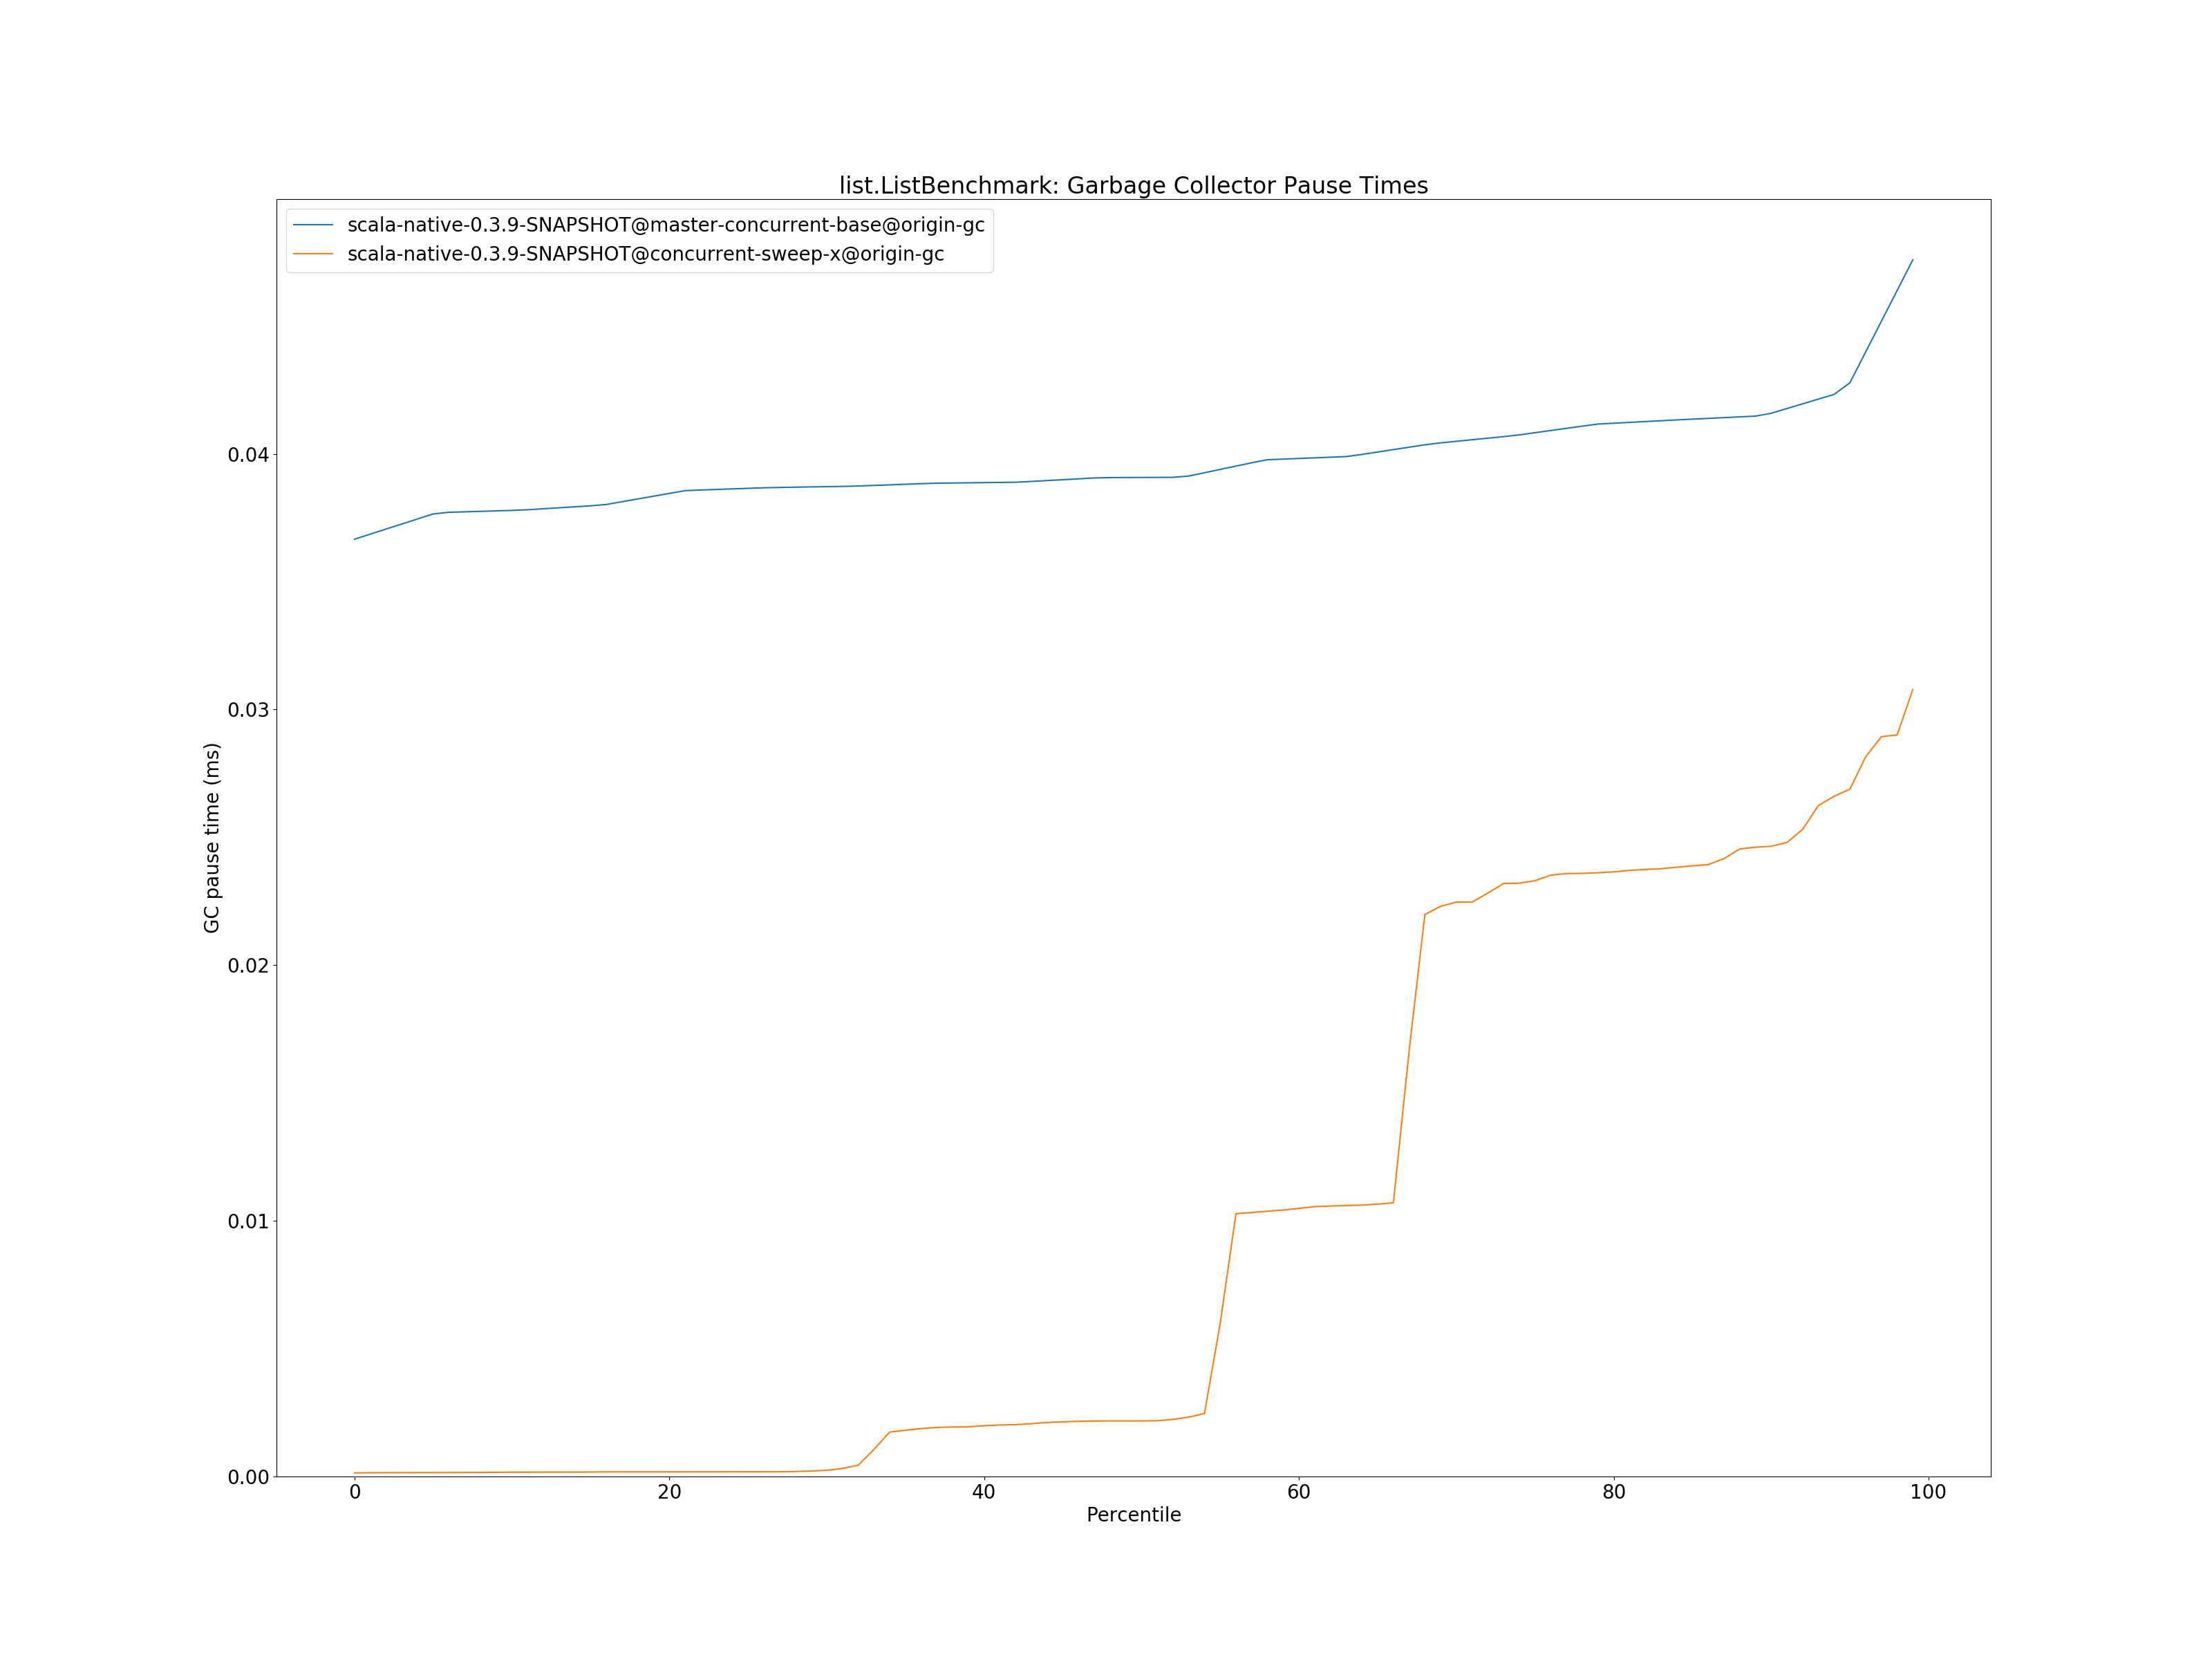 list.ListBenchmark: Garbage Collector Pause Times
scala-native-0.3.9-SNAPSHOT@master-concurrent-base@origin-gc
scala-native-0.3.9-SNAPSHOT@concurrent-sweep-x@origin-gc
GC pause time (ms)
0.04
0.03
0.02
0.01
0.00
0 20 40 60 80 100
Percentile